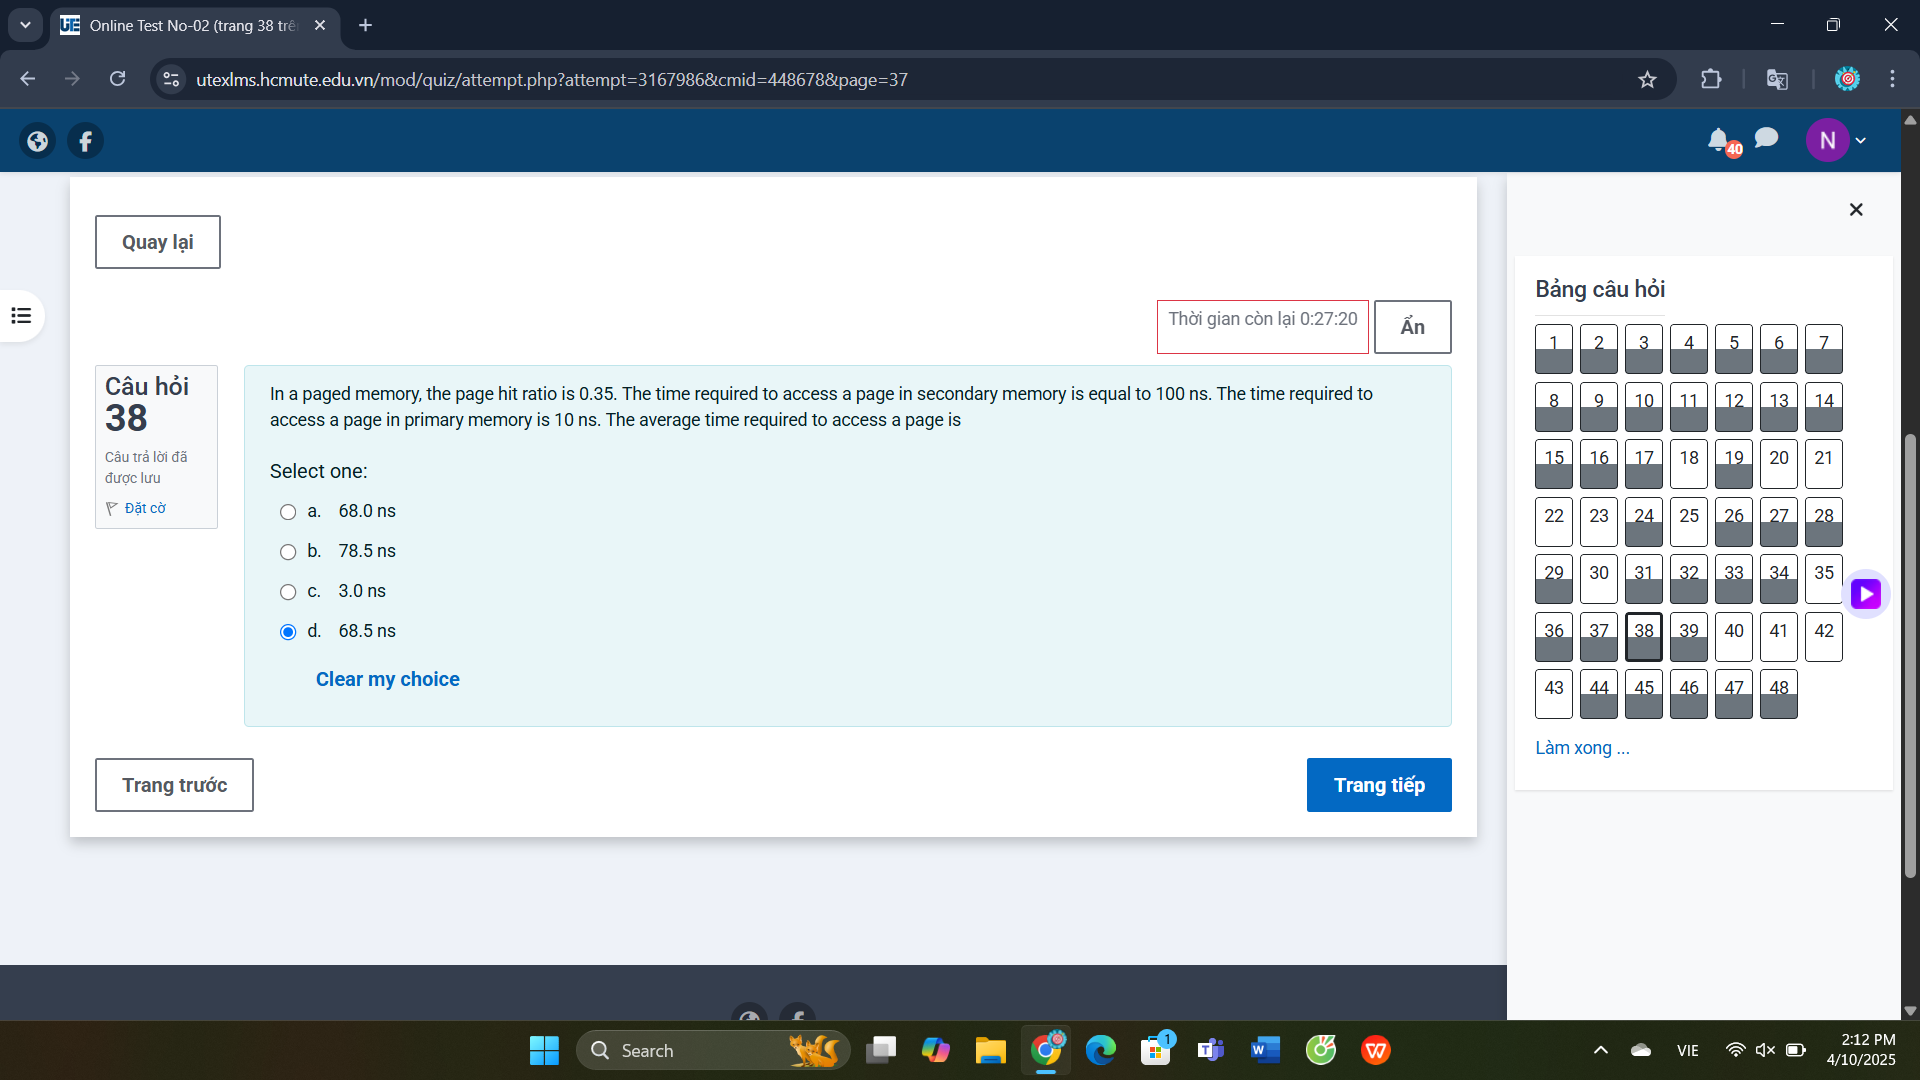 Online Test No-02 (trang 38 trê
utexlms.hcmute.edu.vn/mod/quiz/attempt.php?attempt=3167986&cmid=448678&page=37
40
N
Quay lại
Thời gian còn lại 0:27:20
Ẩn
Câu hỏi
38
Câu trả lời đã
được lưu
Đặt cờ
In a paged memory, the page hit ratio is 0.35. The time required to access a page in secondary memory is equal to 100 ns. The time required to
access a page in primary memory is 10 ns. The average time required to access a page is
Select one:
a. 68.0 ns
b. 78.5 ns
c. 3.0 ns
d. 68.5 ns
Clear my choice
Trang trước
Trang tiếp
Bảng câu hỏi
1 2 3 4 5 6 7
8 9 10 11 12 13 14
15 16 17 18 19 20 21
22 23 24 25 26 27 28
29 30 31 32 33 34 35
36 37 38 39 40 41 42
43 44 45 46 47 48
Làm xong ...
Search
1
VIE
2:12 PM
4/10/2025